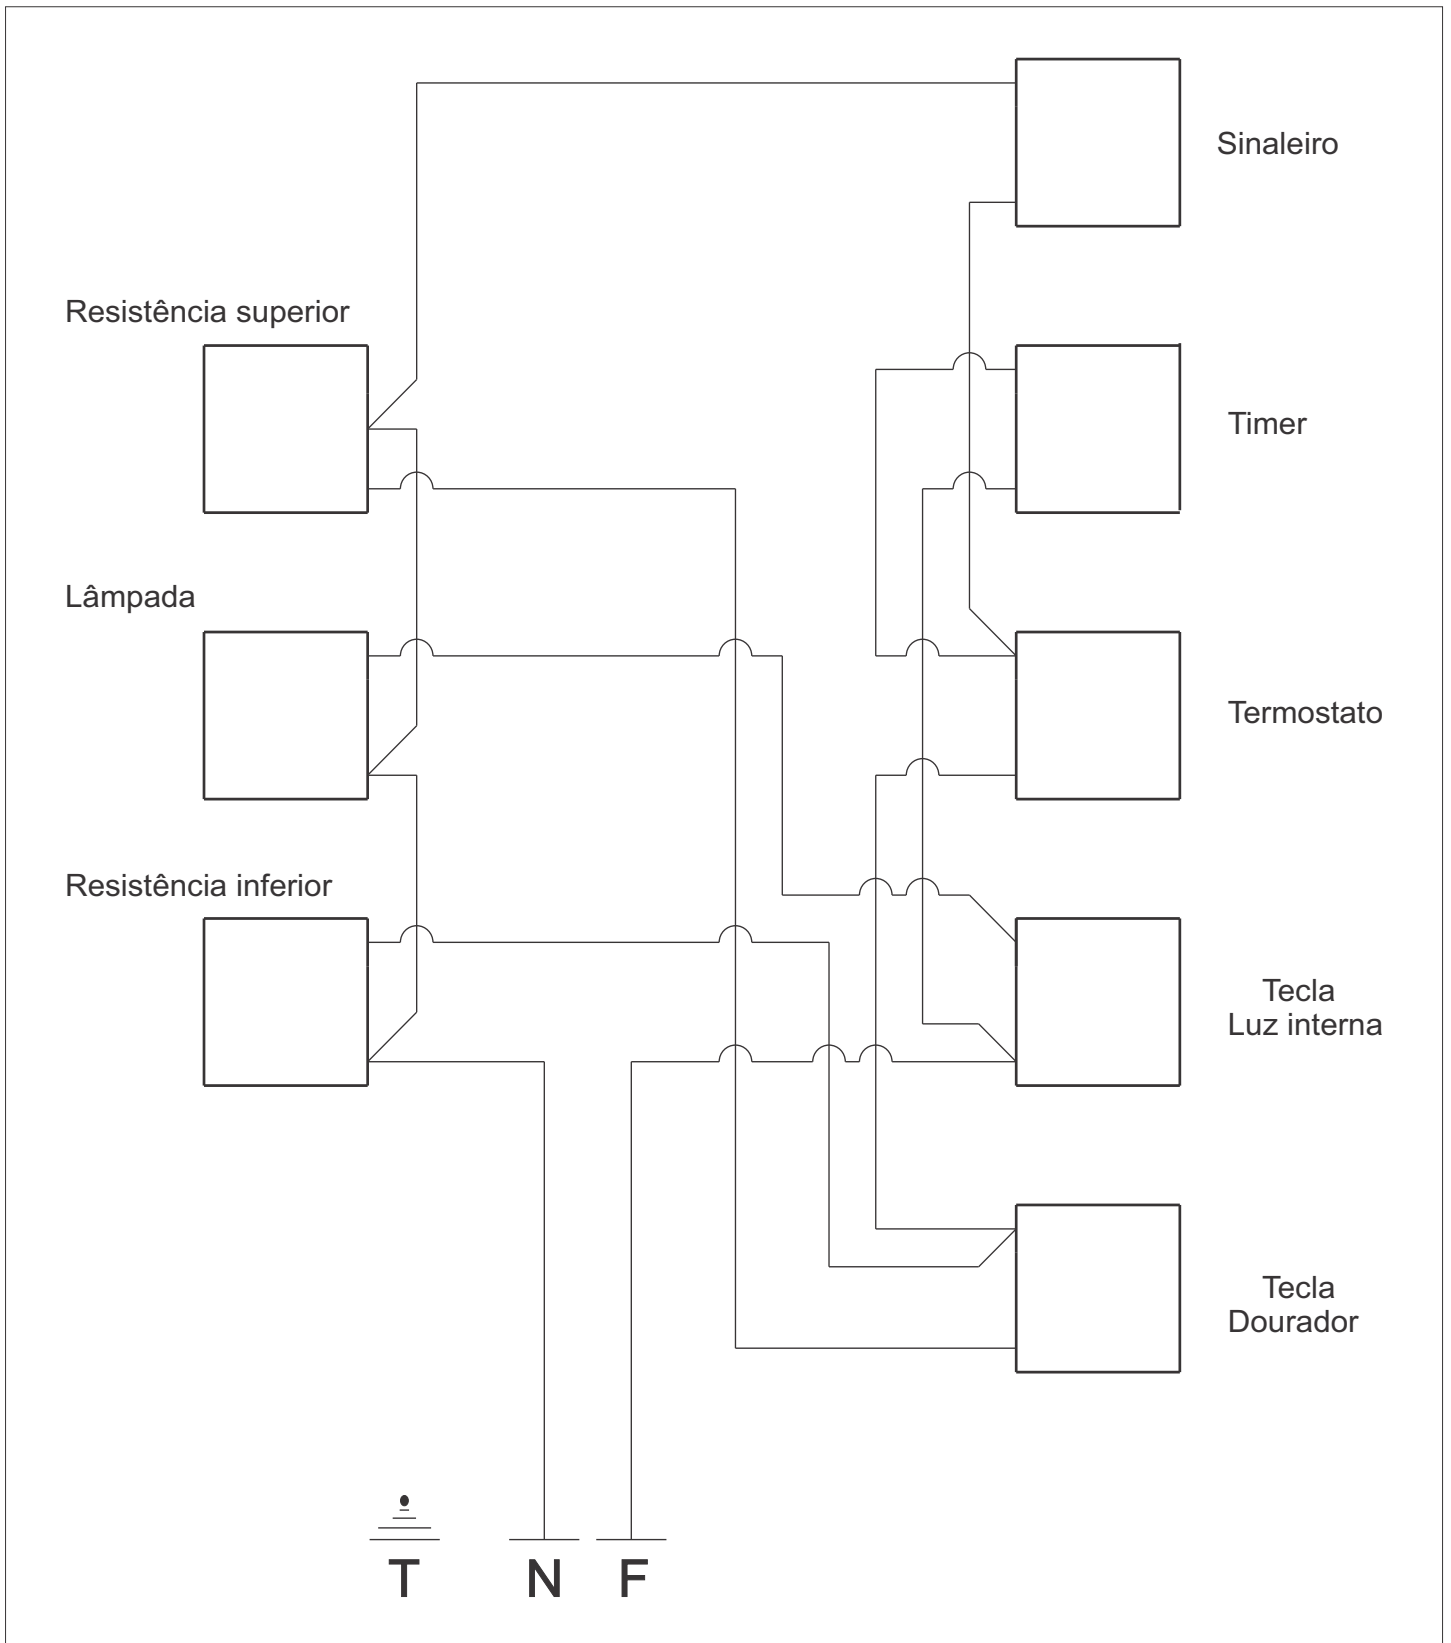 Sinaleiro
Resistência superior
Timer
Lâmpada
Termostato
Resistência inferior
Tecla
Luz interna
Tecla
Dourador
T N F